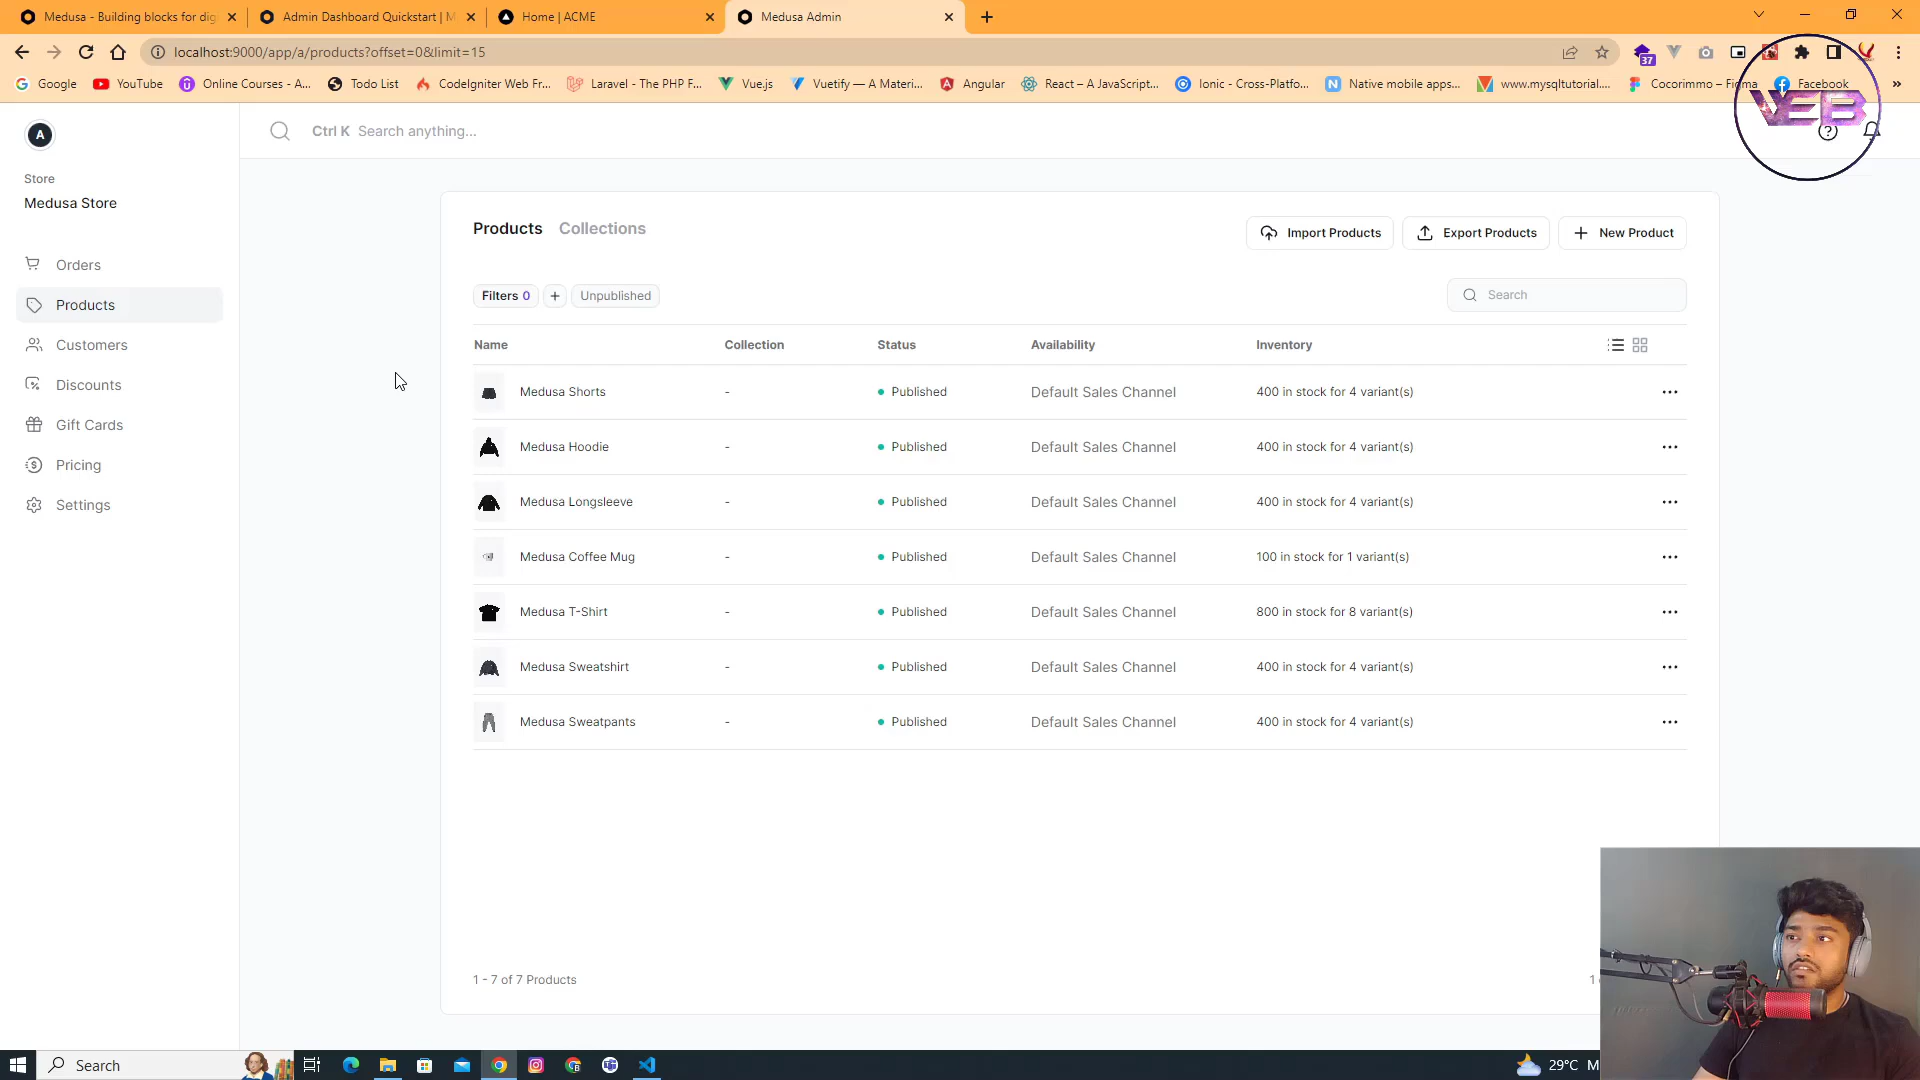 Medusa - Building blocks for dig
Admin Dashboard Quickstart | M
Home | ACME
Medusa Admin
localhost:9000/app/a/products?offset=0&limit=15
37
Google
YouTube
Online Courses - A...
Todo List
CodeIgniter Web Fr...
Laravel - The PHP F...
Vue.js
Vuetify — A Materi...
Angular
React – A JavaScript...
Ionic - Cross-Platfo...
Native mobile apps...
www.mysqltutorial....
Cocorimmo – Figma
Facebook
»
VEB
A
Ctrl K Search anything...
Store
Medusa Store
Orders
Products
Customers
Discounts
Gift Cards
Pricing
Settings
Products Collections
Import Products
Export Products
New Product
Filters 0
+
Unpublished
Search
Name Collection Status Availability Inventory
Medusa Shorts - Published Default Sales Channel 400 in stock for 4 variant(s)
Medusa Hoodie - Published Default Sales Channel 400 in stock for 4 variant(s)
Medusa Longsleeve - Published Default Sales Channel 400 in stock for 4 variant(s)
Medusa Coffee Mug - Published Default Sales Channel 100 in stock for 1 variant(s)
Medusa T-Shirt - Published Default Sales Channel 800 in stock for 8 variant(s)
Medusa Sweatshirt - Published Default Sales Channel 400 in stock for 4 variant(s)
Medusa Sweatpants - Published Default Sales Channel 400 in stock for 4 variant(s)
1 - 7 of 7 Products
1
Search
29°C M